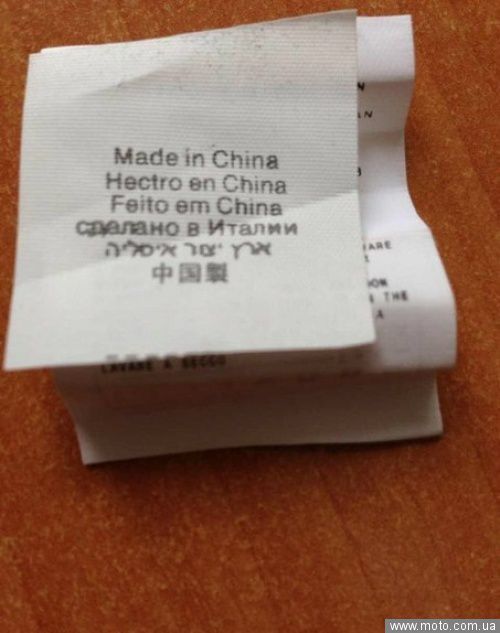 Made in China
Hectro en China
Feito em China
сделано в Италии
ארץ יצור איטליה
中国製
THE
A
LAVARE A SECCO
www.moto.com.ua